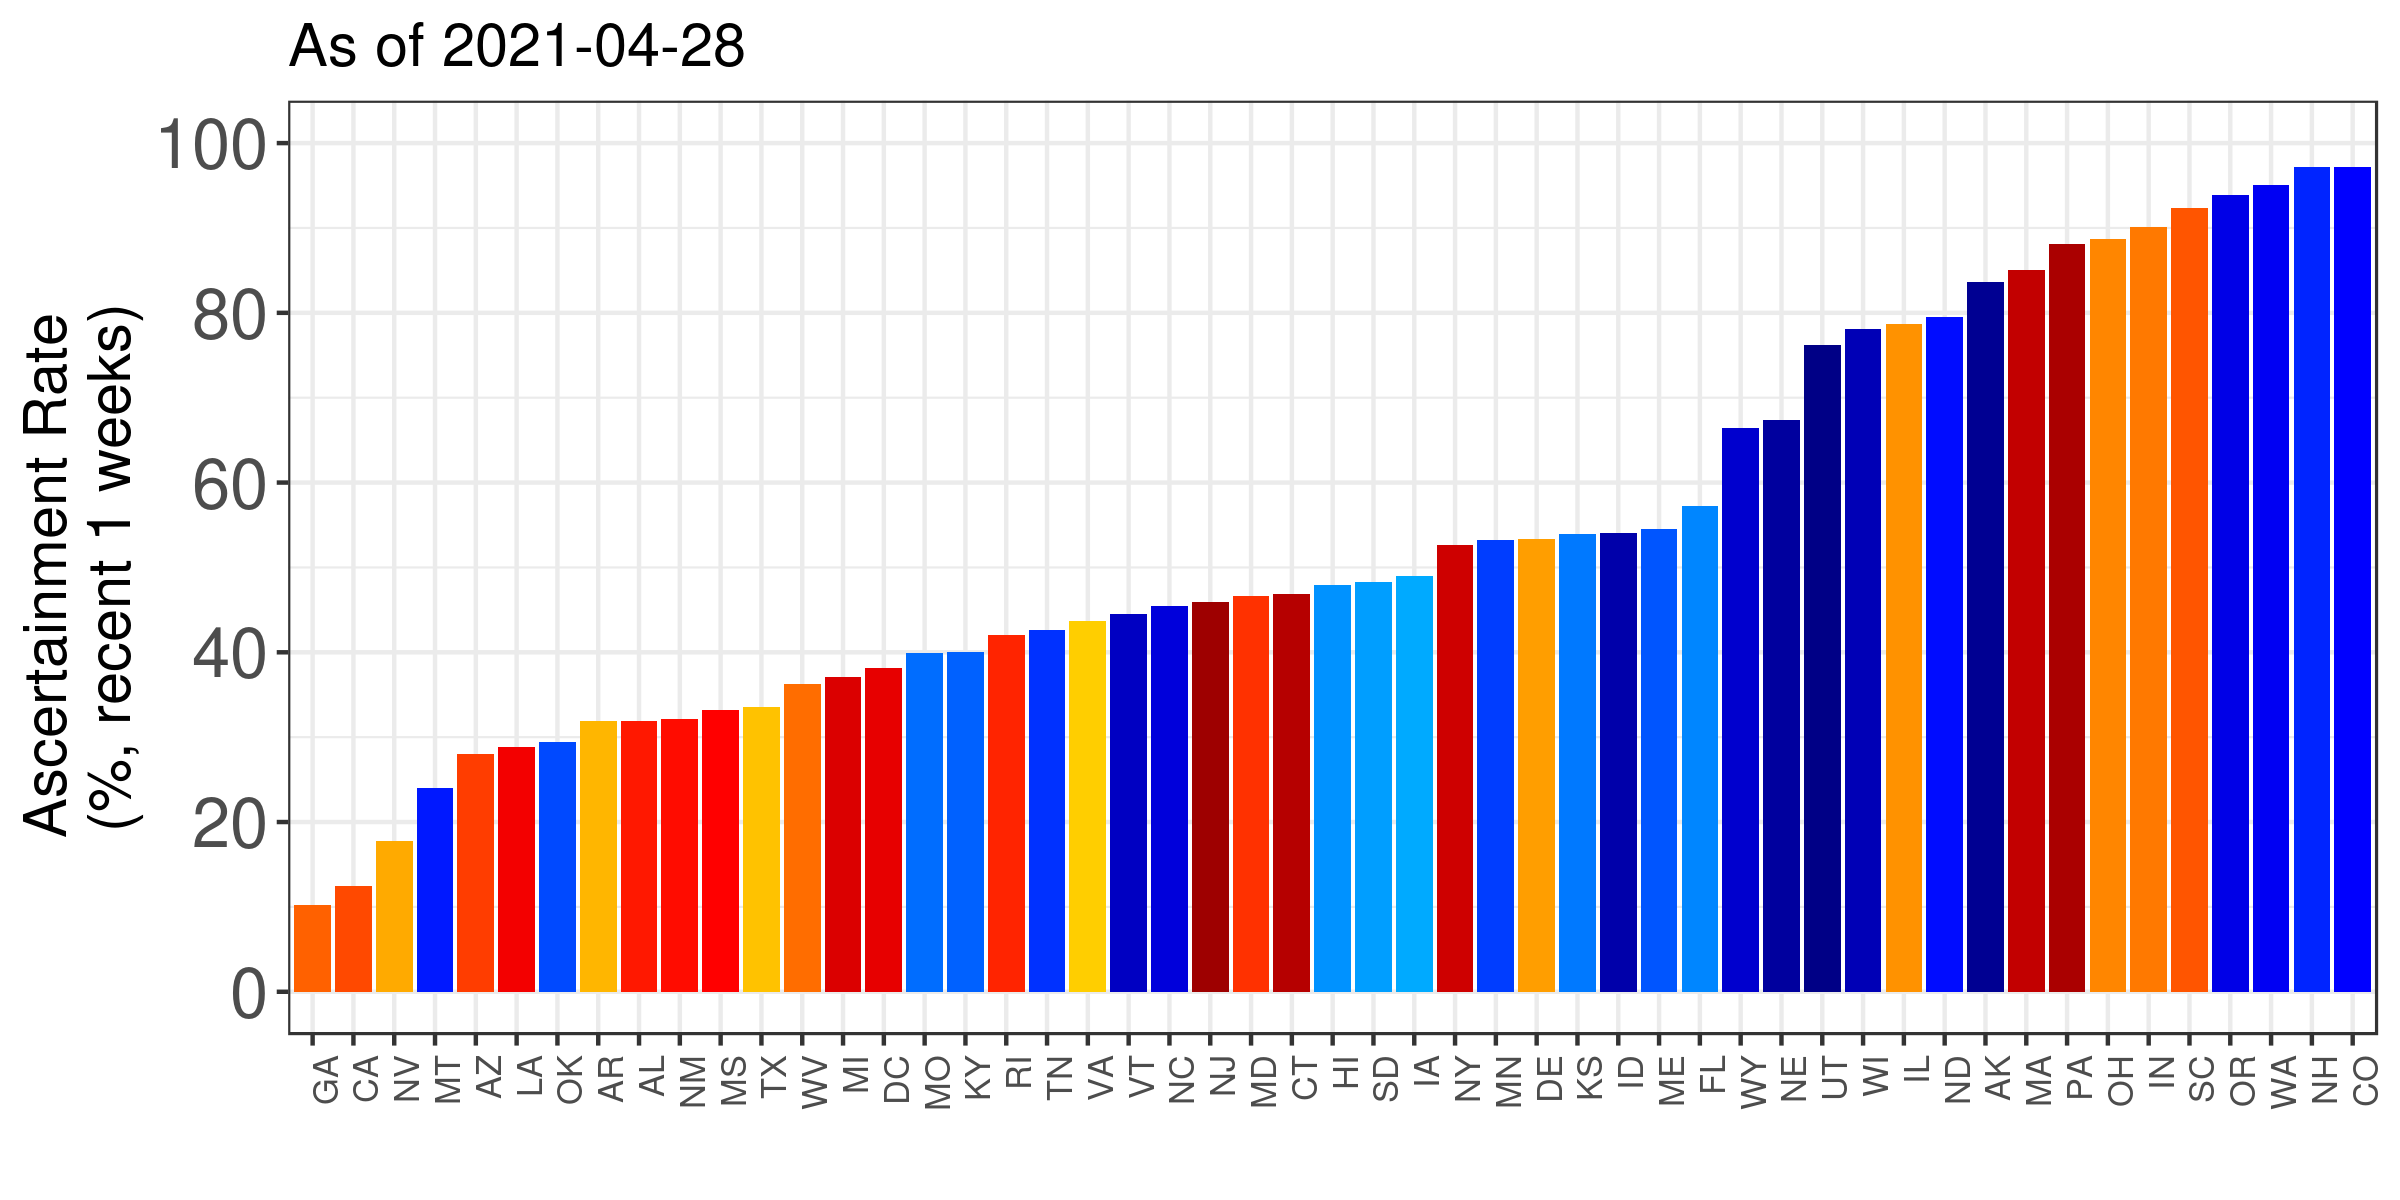 As of 2021-04-28
Ascertainment Rate
(%, recent 1 weeks)
100
80
60
40
20
0
GA CA NV MT AZ LA OK AR AL NM MS TX WV MI DC MO KY RI TN VA VT NC NJ MD CT HI SD IA NY MN DE KS ID ME FL WY NE UT WI IL ND AK MA PA OH IN SC OR WA NH CO